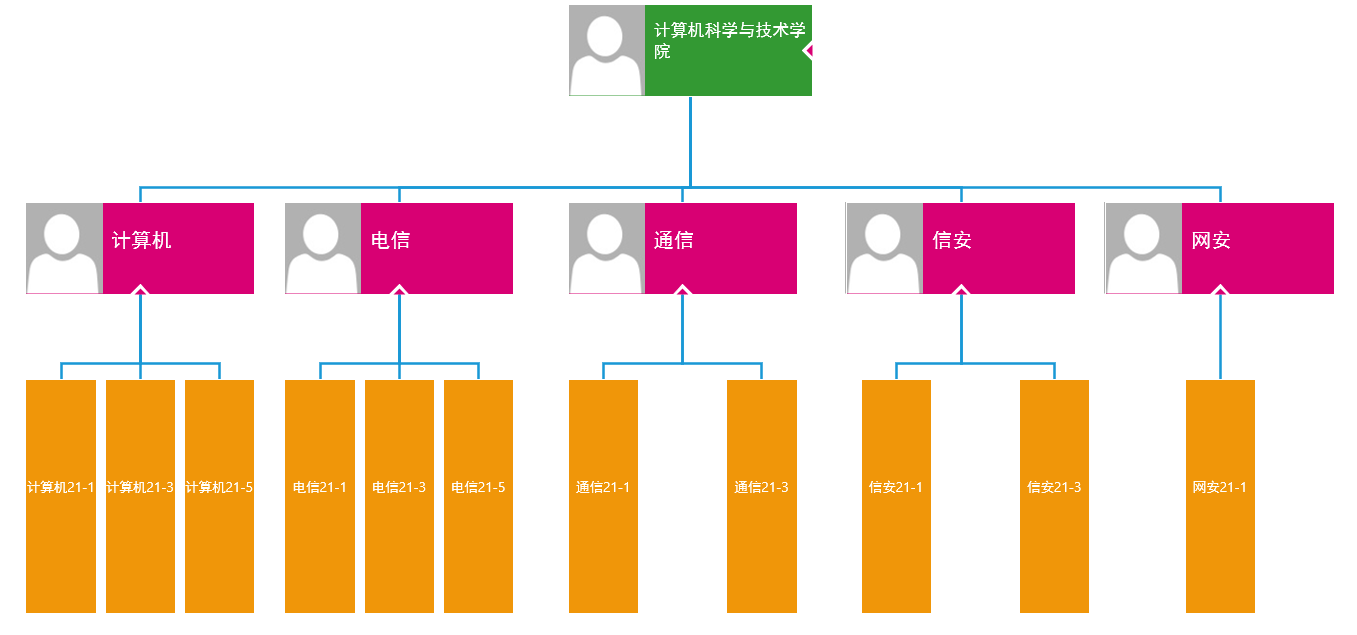 计算机科学与技术学
院
计算机
电信
通信
信安
网安
计算机21-1
计算机21-3
计算机21-5
电信21-1
电信21-3
电信21-5
通信21-1
通信21-3
信安21-1
信安21-3
网安21-1